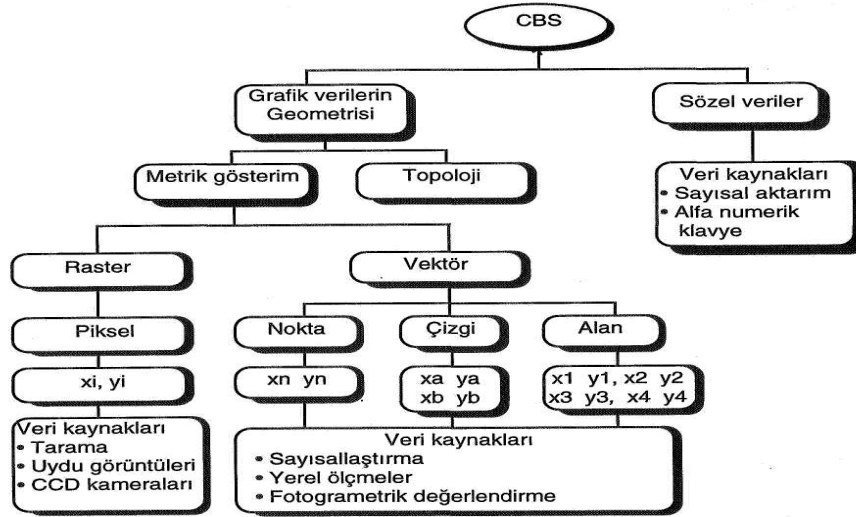 CBS
Grafik verilerin
Geometrisi
Sözel veriler
Metrik gösterim
Topoloji
Veri kaynakları
• Sayısal aktarım
• Alfa numerik
klavye
Raster
Vektör
Piksel
Nokta
Çizgi
Alan
xi, yi
xn yn
xa ya
xb yb
x1 y1, x2 y2
x3 y3, x4 y4
Veri kaynakları
• Tarama
• Uydu görüntüleri
• CCD kameraları
Veri kaynakları
• Sayısallaştırma
• Yerel ölçmeler
• Fotogrametrik değerlendirme